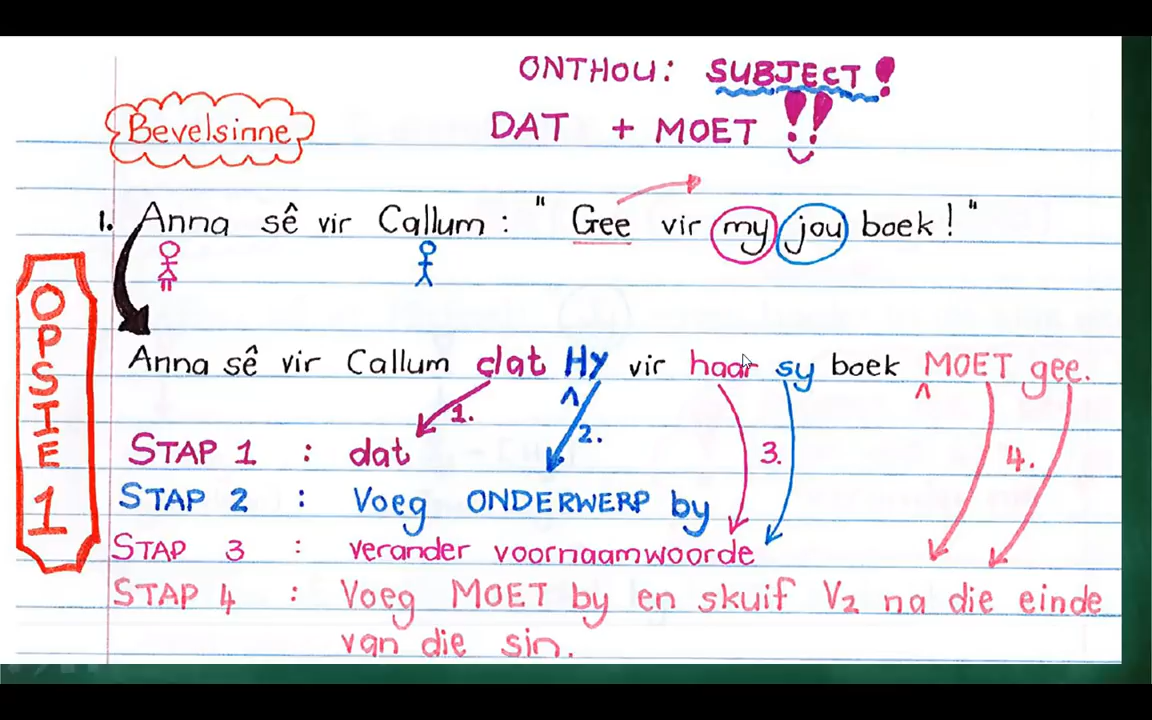 ONTHOU: SUBJECT!
DAT + MOET !!
Bevelsinne
1. Anna sê vir Callum: "Gee vir my jou boek!"
OPSIE 1
Anna sê vir Callum dat Hy vir haar sy boek MOET gee.
1.
2.
3.
4.
STAP 1 : dat
STAP 2 : Voeg ONDERWERP by
STAP 3 : verander voornaamwoorde
STAP 4 : Voeg MOET by en skuif V2 na die einde
van die sin.